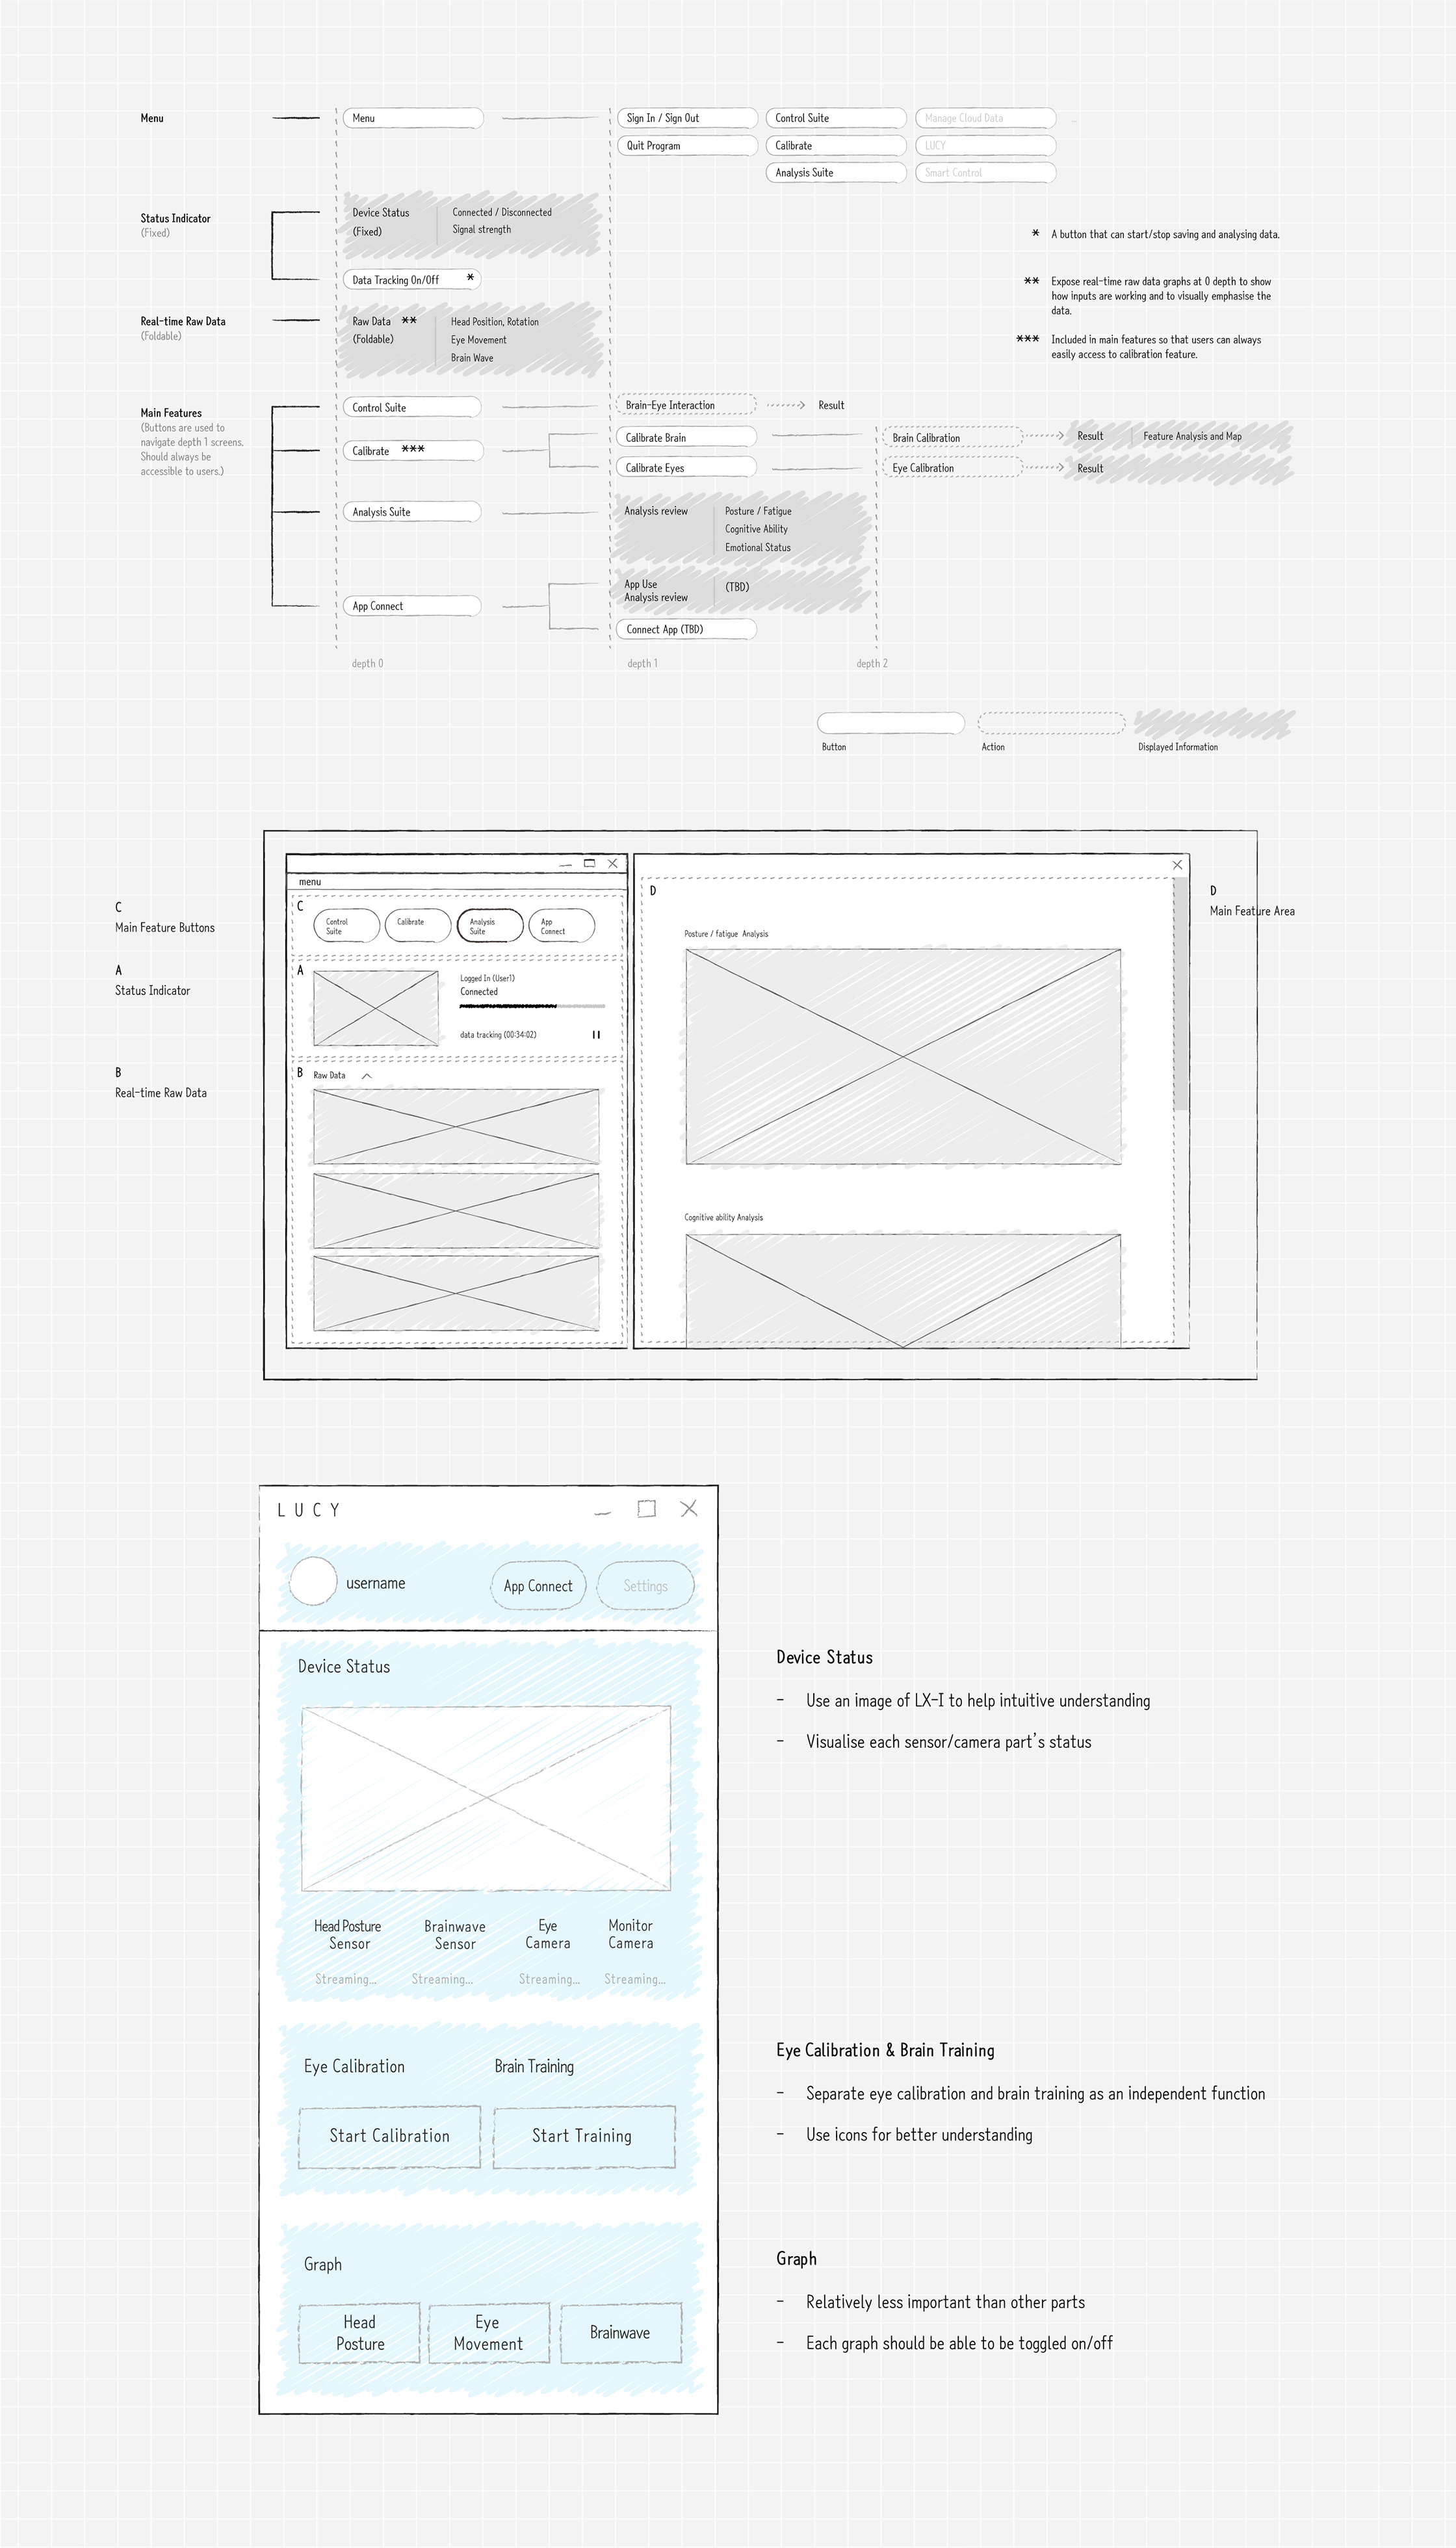 Menu
Menu
Sign In / Sign Out
Control Suite
Manage Cloud Data
...
Quit Program
Calibrate
LUCY
Analysis Suite
Smart Control
Status Indicator
(Fixed)
Device Status
(Fixed)
Connected / Disconnected
Signal strength
Data Tracking On/Off *
* A button that can start/stop saving and analysing data.
** Expose real-time raw data graphs at 0 depth to show
how inputs are working and to visually emphasise the
data.
*** Included in main features so that users can always
easily access to calibration feature.
Real-time Raw Data
(Foldable)
Raw Data **
(Foldable)
Head Position, Rotation
Eye Movement
Brain Wave
Main Features
(Buttons are used to
navigate depth 1 screens.
Should always be
accessible to users.)
Control Suite
Brain-Eye Interaction
Result
Calibrate ***
Calibrate Brain
Brain Calibration
Result
Feature Analysis and Map
Calibrate Eyes
Eye Calibration
Result
Analysis Suite
Analysis review
Posture / Fatigue
Cognitive Ability
Emotional Status
App Connect
App Use
Analysis review
(TBD)
Connect App (TBD)
depth 0
depth 1
depth 2
Button
Action
Displayed Information
C
Main Feature Buttons
A
Status Indicator
B
Real-time Raw Data
menu
C
Control
Suite
Calibrate
Analysis
Suite
App
Connect
A
Logged In (User1)
Connected
data tracking (00:34:02)
B
Raw Data
D
Posture / fatigue Analysis
Cognitive ability Analysis
D
Main Feature Area
LUCY
username
App Connect
Settings
Device Status
Head Posture
Sensor
Brainwave
Sensor
Eye
Camera
Monitor
Camera
Streaming...
Streaming...
Streaming...
Streaming...
Eye Calibration
Brain Training
Start Calibration
Start Training
Graph
Head
Posture
Eye
Movement
Brainwave
Device Status
- Use an image of LX-I to help intuitive understanding
- Visualise each sensor/camera part's status
Eye Calibration & Brain Training
- Separate eye calibration and brain training as an independent function
- Use icons for better understanding
Graph
- Relatively less important than other parts
- Each graph should be able to be toggled on/off